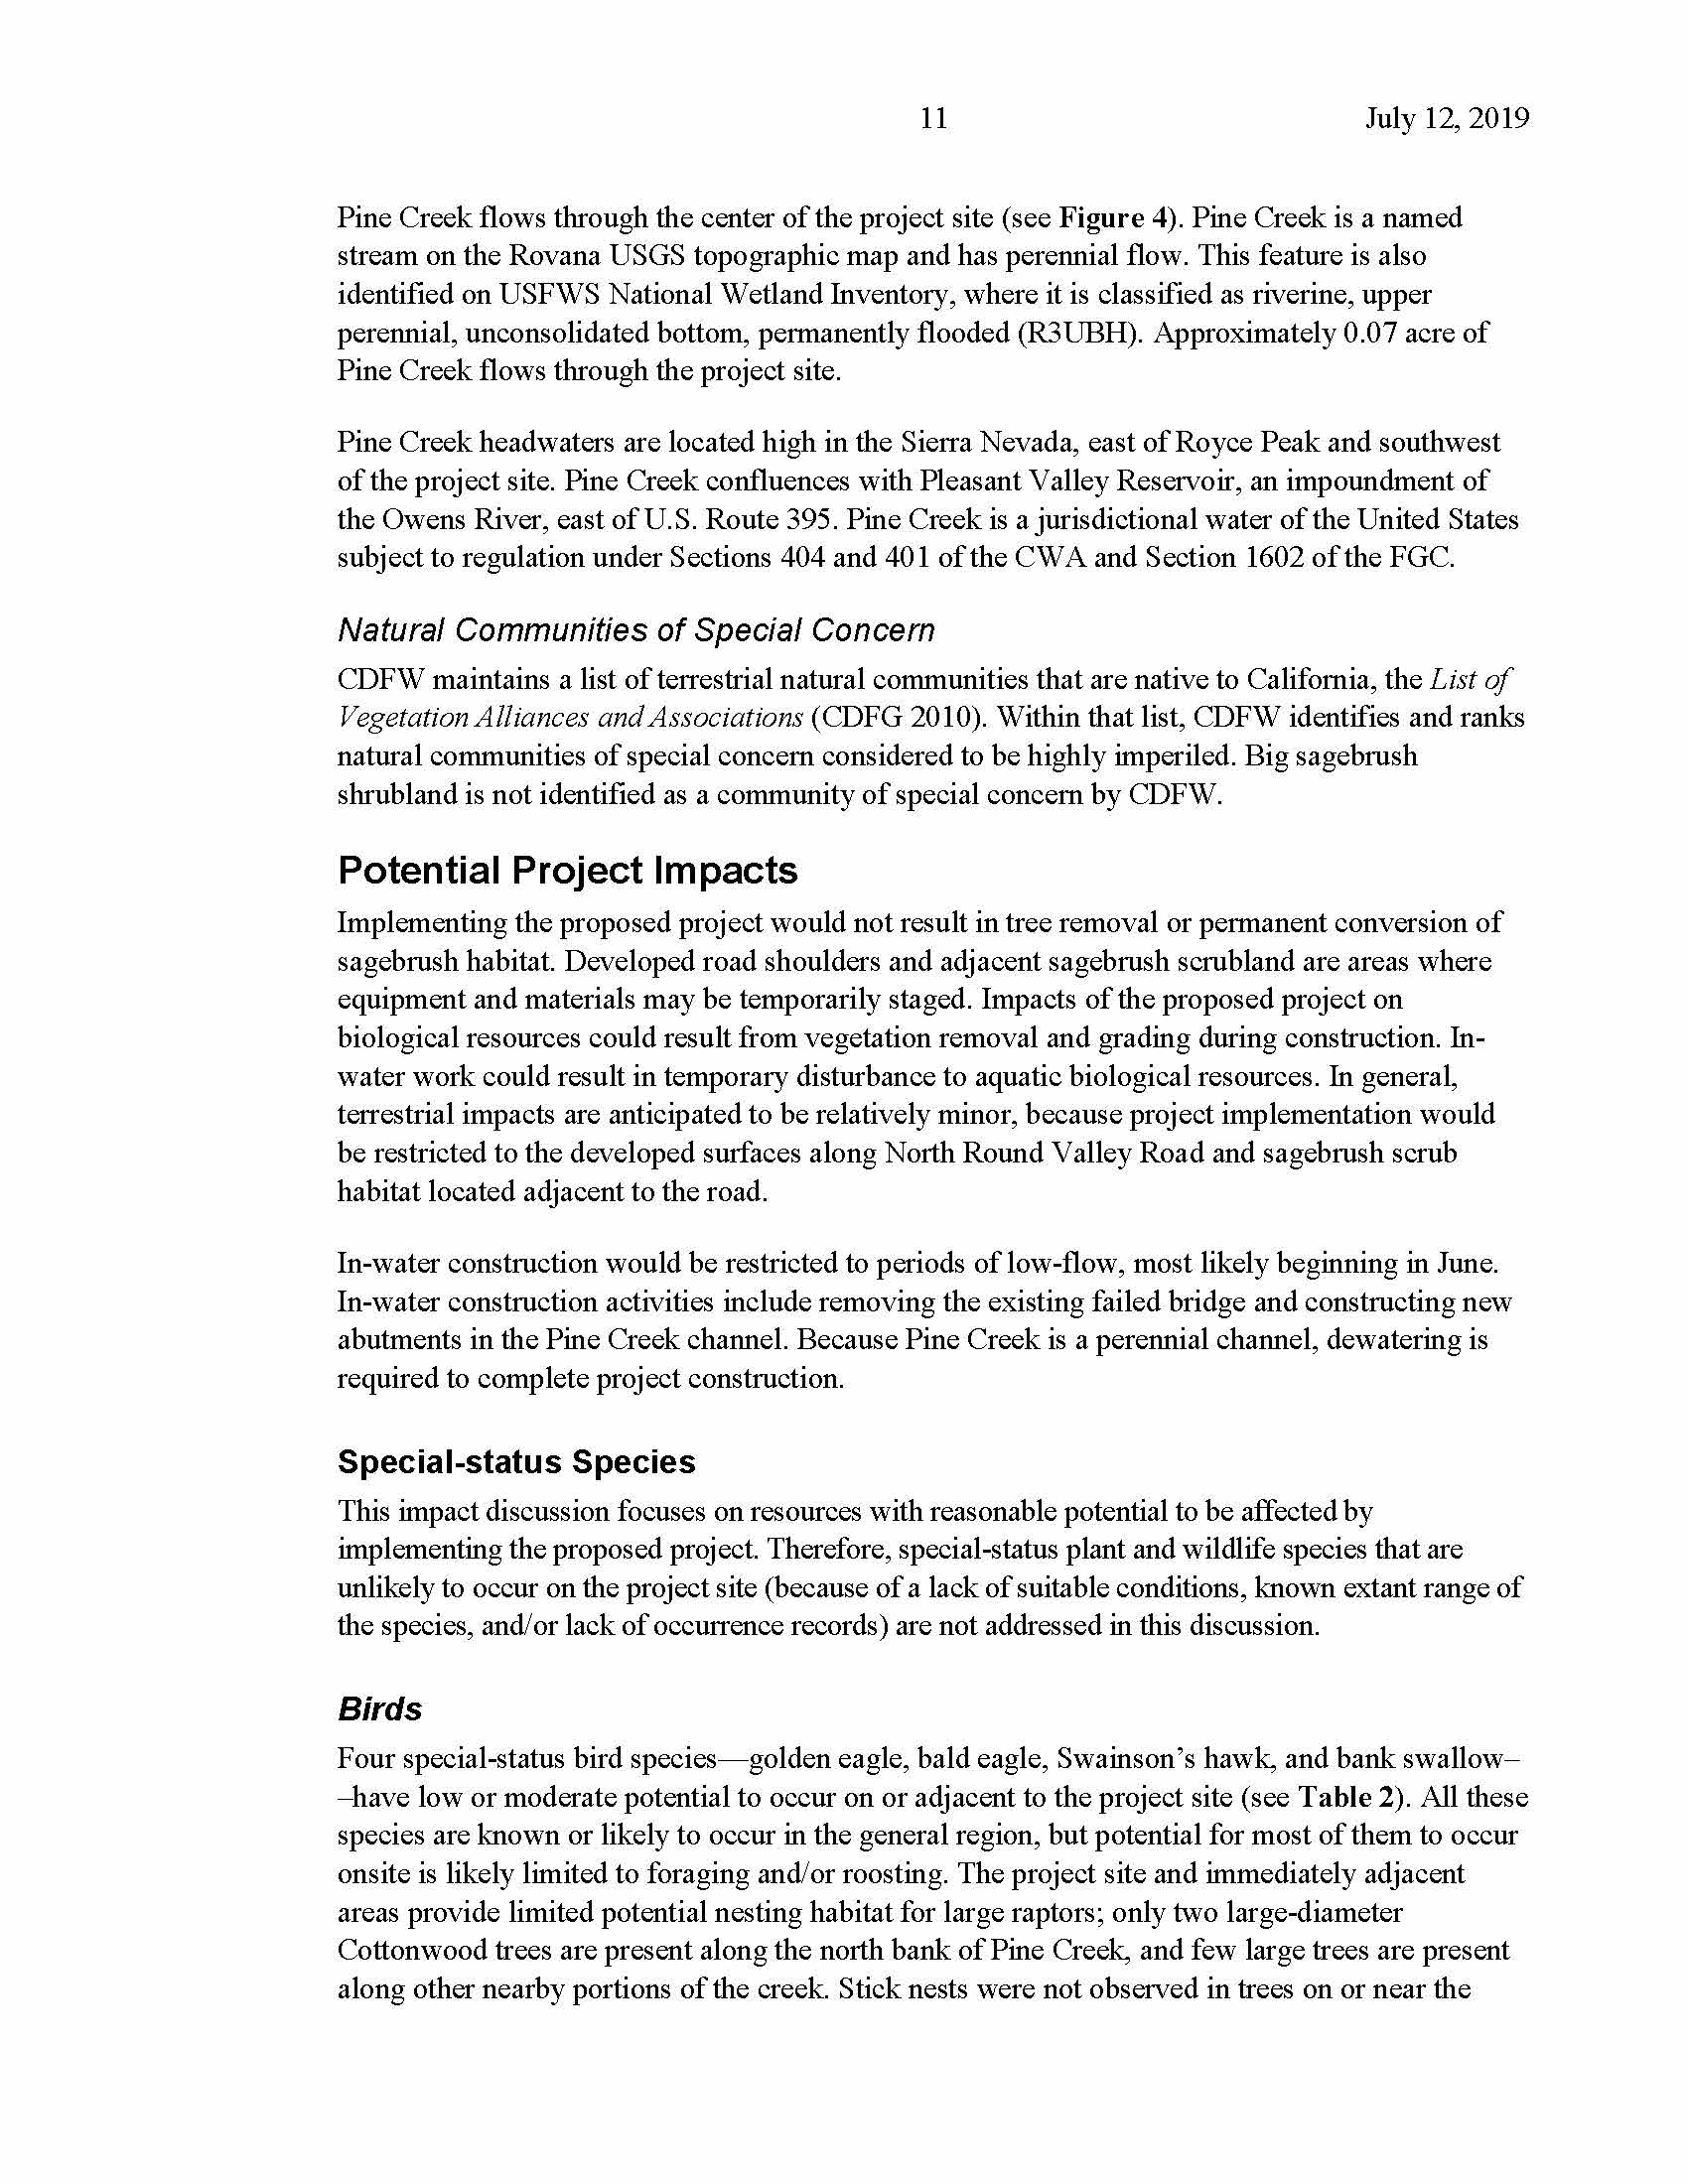 11 July 12, 2019
Pine Creek flows through the center of the project site (see Figure 4). Pine Creek is a named
stream on the Rovana USGS topographic map and has perennial flow. This feature is also
identified on USFWS National Wetland Inventory, where it is classified as riverine, upper
perennial, unconsolidated bottom, permanently flooded (R3UBH). Approximately 0.07 acre of
Pine Creek flows through the project site.
Pine Creek headwaters are located high in the Sierra Nevada, east of Royce Peak and southwest
of the project site. Pine Creek confluences with Pleasant Valley Reservoir, an impoundment of
the Owens River, east of U.S. Route 395. Pine Creek is a jurisdictional water of the United States
subject to regulation under Sections 404 and 401 of the CWA and Section 1602 of the FGC.
Natural Communities of Special Concern
CDFW maintains a list of terrestrial natural communities that are native to California, the List of
Vegetation Alliances and Associations (CDFG 2010). Within that list, CDFW identifies and ranks
natural communities of special concern considered to be highly imperiled. Big sagebrush
shrubland is not identified as a community of special concern by CDFW.
Potential Project Impacts
Implementing the proposed project would not result in tree removal or permanent conversion of
sagebrush habitat. Developed road shoulders and adjacent sagebrush scrubland are areas where
equipment and materials may be temporarily staged. Impacts of the proposed project on
biological resources could result from vegetation removal and grading during construction. In-
water work could result in temporary disturbance to aquatic biological resources. In general,
terrestrial impacts are anticipated to be relatively minor, because project implementation would
be restricted to the developed surfaces along North Round Valley Road and sagebrush scrub
habitat located adjacent to the road.
In-water construction would be restricted to periods of low-flow, most likely beginning in June.
In-water construction activities include removing the existing failed bridge and constructing new
abutments in the Pine Creek channel. Because Pine Creek is a perennial channel, dewatering is
required to complete project construction.
Special-status Species
This impact discussion focuses on resources with reasonable potential to be affected by
implementing the proposed project. Therefore, special-status plant and wildlife species that are
unlikely to occur on the project site (because of a lack of suitable conditions, known extant range of
the species, and/or lack of occurrence records) are not addressed in this discussion.
Birds
Four special-status bird species—golden eagle, bald eagle, Swainson’s hawk, and bank swallow–
–have low or moderate potential to occur on or adjacent to the project site (see Table 2). All these
species are known or likely to occur in the general region, but potential for most of them to occur
onsite is likely limited to foraging and/or roosting. The project site and immediately adjacent
areas provide limited potential nesting habitat for large raptors; only two large-diameter
Cottonwood trees are present along the north bank of Pine Creek, and few large trees are present
along other nearby portions of the creek. Stick nests were not observed in trees on or near the